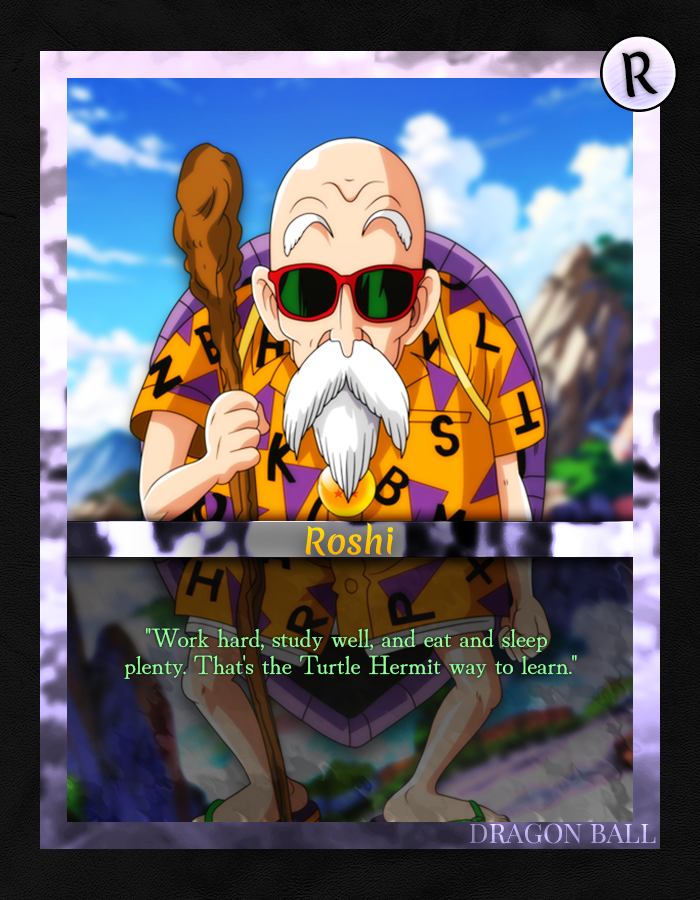 R
N B H V L
S T
K B
Roshi
H R P X
"Work hard, study well, and eat and sleep
plenty. That's the Turtle Hermit way to learn."
DRAGON BALL